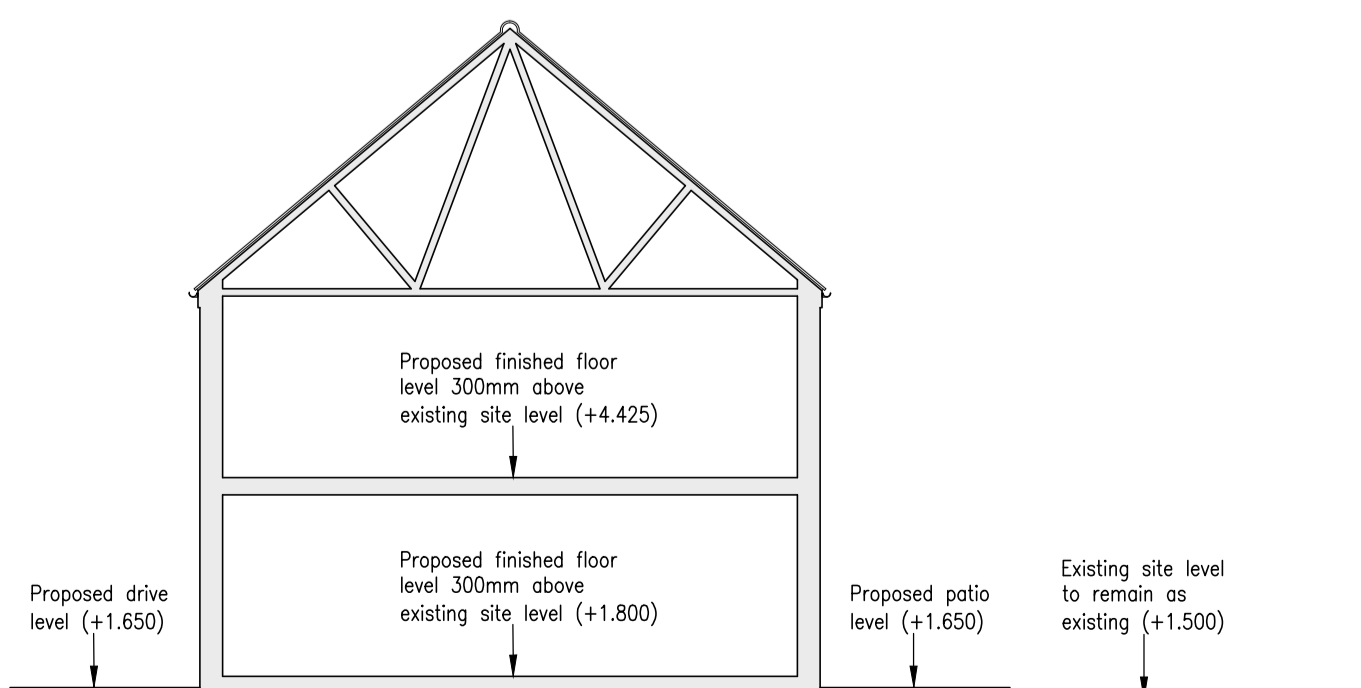 Proposed finished floor
level 300mm above
existing site level (+4.425)
Proposed finished floor
level 300mm above
existing site level (+1.800)
Proposed drive
level (+1.650)
Proposed patio
level (+1.650)
Existing site level
to remain as
existing (+1.500)